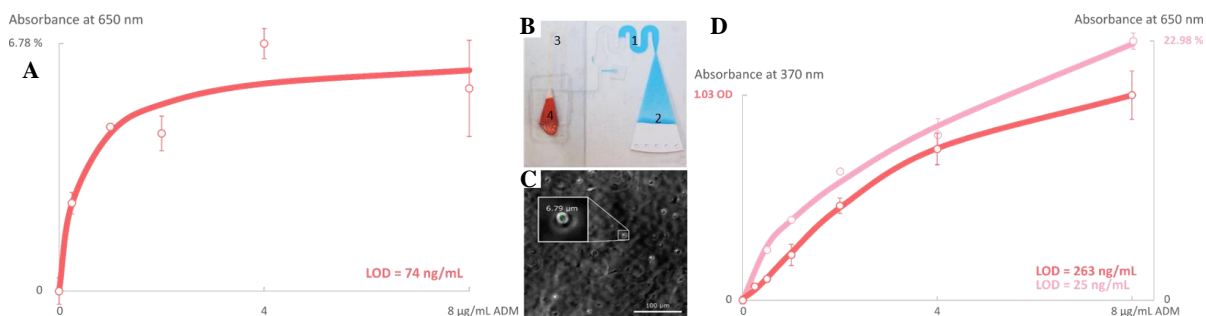 Absorbance at 650 nm
6.78 %
A
0
0
4
8 µg/mL ADM
LOD = 74 ng/mL
B
3
1
4
2
C
6.79 µm
100 µm
D
Absorbance at 650 nm
22.98 %
Absorbance at 370 nm
1.03 OD
LOD = 263 ng/mL
LOD = 25 ng/mL
0
0
0
4
8 µg/mL ADM